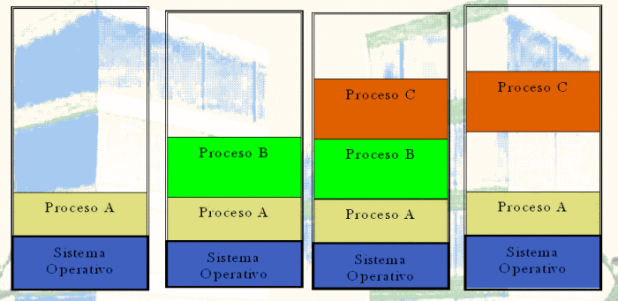 Proceso A
Sistema
Operativo
Proceso B
Proceso A
Sistema
Operativo
Proceso C
Proceso B
Proceso A
Sistema
Operativo
Proceso C
Proceso A
Sistema
Operativo